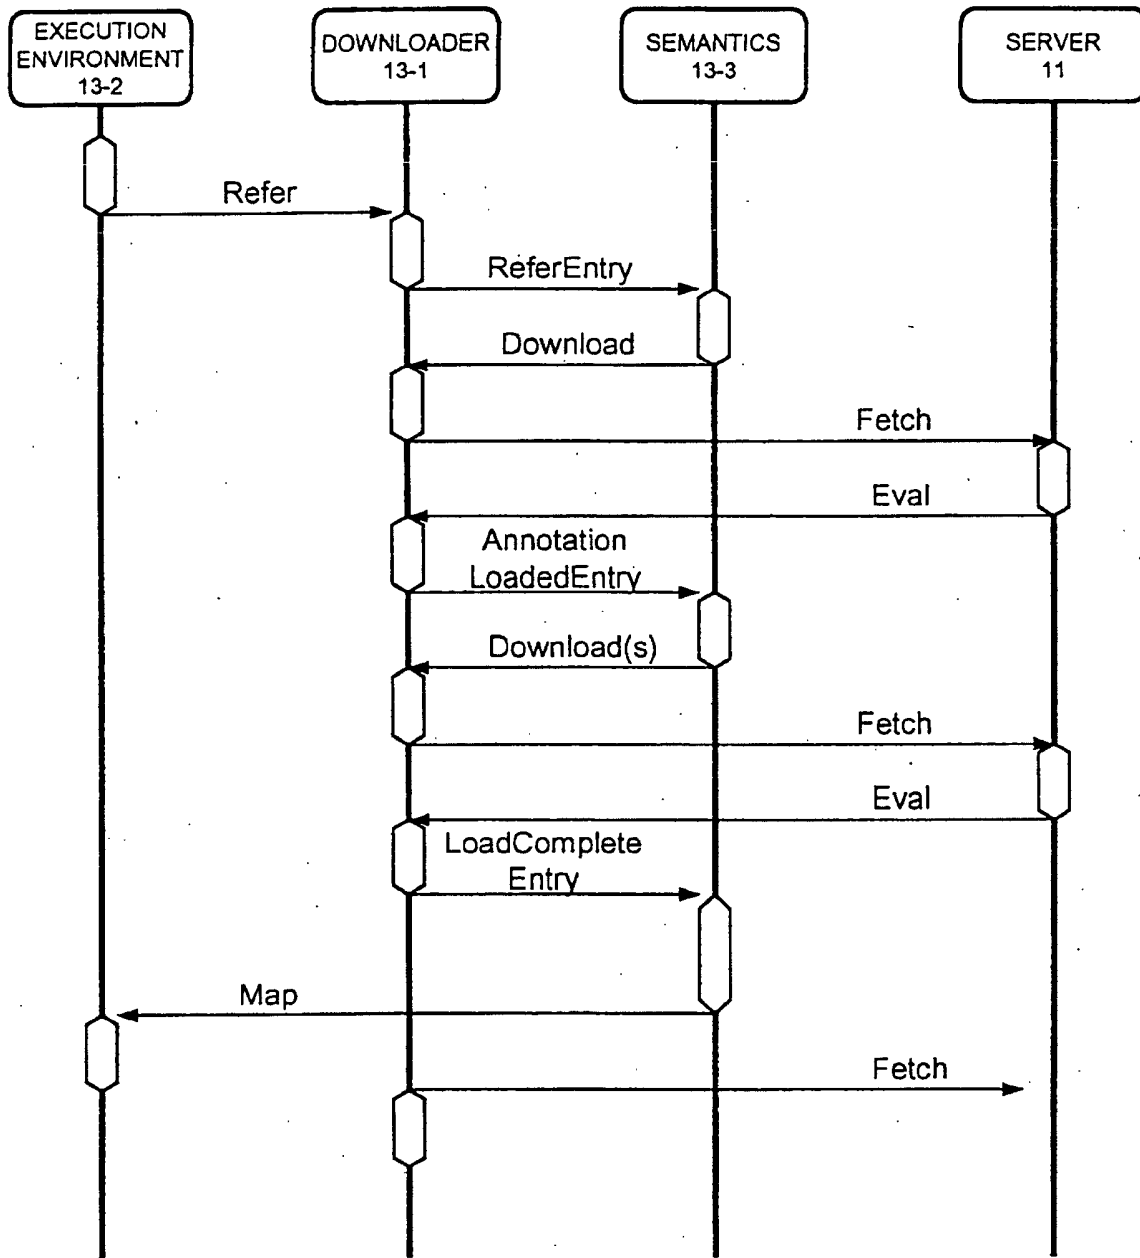 EXECUTION
ENVIRONMENT
13-2
DOWNLOADER
13-1
SEMANTICS
13-3
SERVER
11
Refer
ReferEntry
Download
Fetch
Eval
Annotation
LoadedEntry
Download(s)
Fetch
Eval
LoadComplete
Entry
Map
Fetch